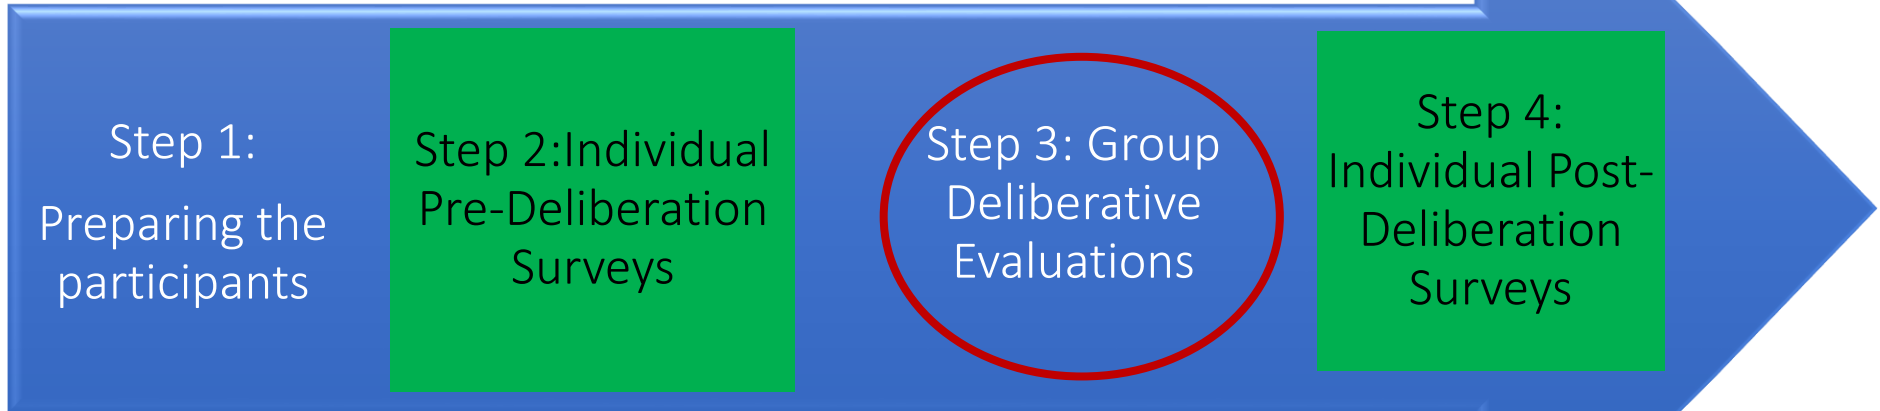 Step 1:
Preparing the
participants
Step 2:Individual
Pre-Deliberation
Surveys
Step 3: Group
Deliberative
Evaluations
Step 4:
Individual Post-
Deliberation
Surveys